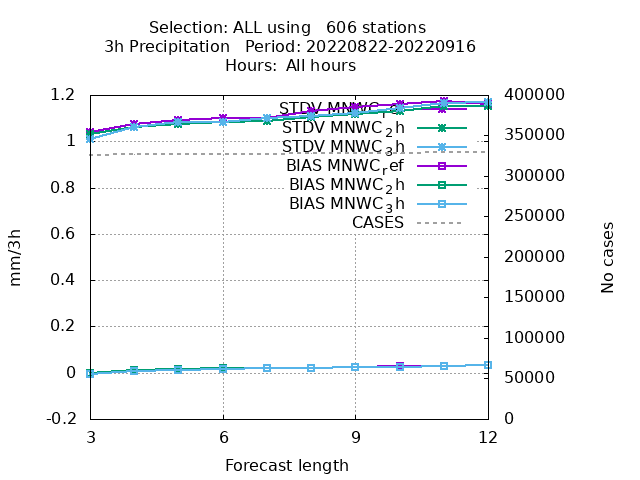 Selection: ALL using   606 stations
3h Precipitation   Period: 20220822-20220916
Hours:  All hours
STDV MNWC_ref
STDV MNWC_2h
STDV MNWC_3h
BIAS MNWC_ref
BIAS MNWC_2h
BIAS MNWC_3h
CASES
1.2
1
0.8
0.6
0.4
0.2
0
-0.2
mm/3h
400000
350000
300000
250000
200000
150000
100000
50000
0
No cases
3 6 9 12
Forecast length